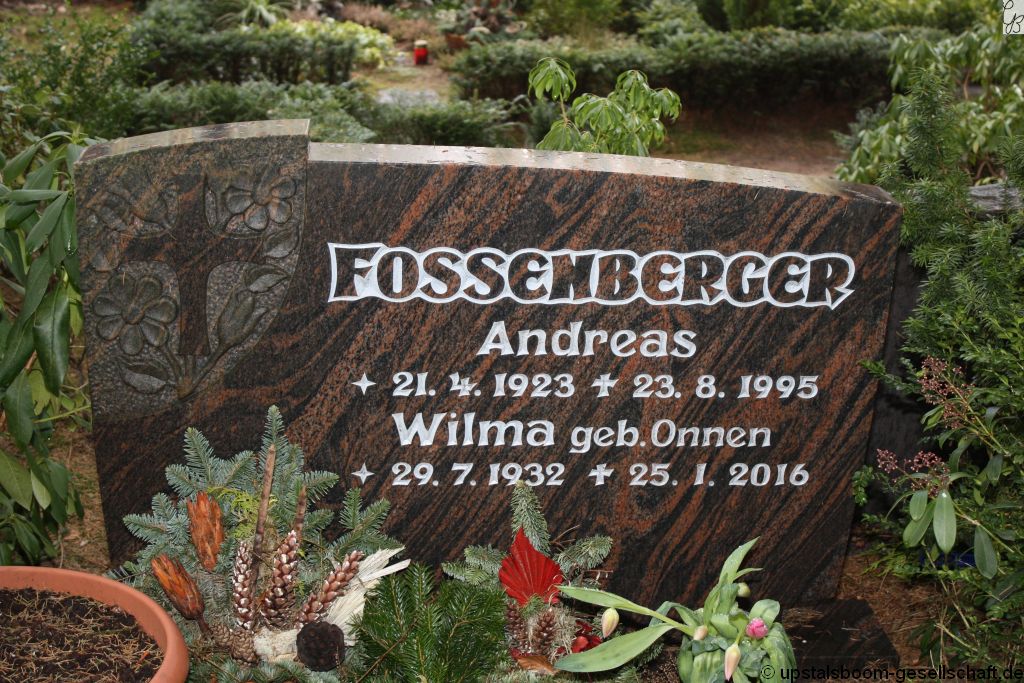 FOSSENBERGER
Andreas
✦ 21. 4. 1923 ✝ 23. 8. 1995
Wilma geb. Onnen
✦ 29. 7. 1932 ✝ 25. 1. 2016
© upstalsboom-gesellschaft.de